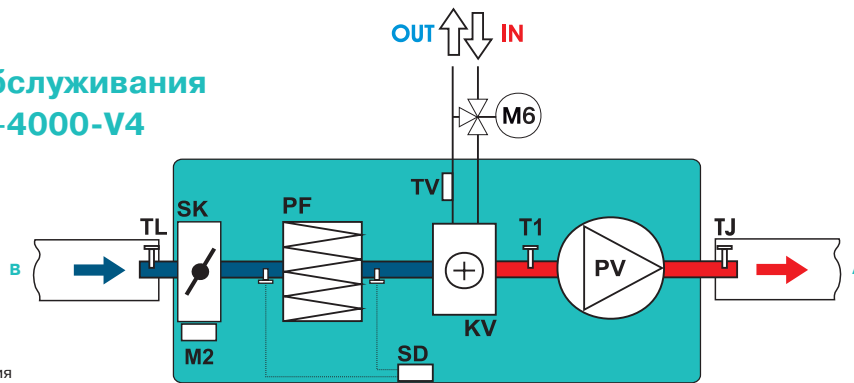 OUT IN
бслуживания
-4000-V4
M6
TV
TL SK PF T1 TJ
в
PV
KV
M2 SD
ия